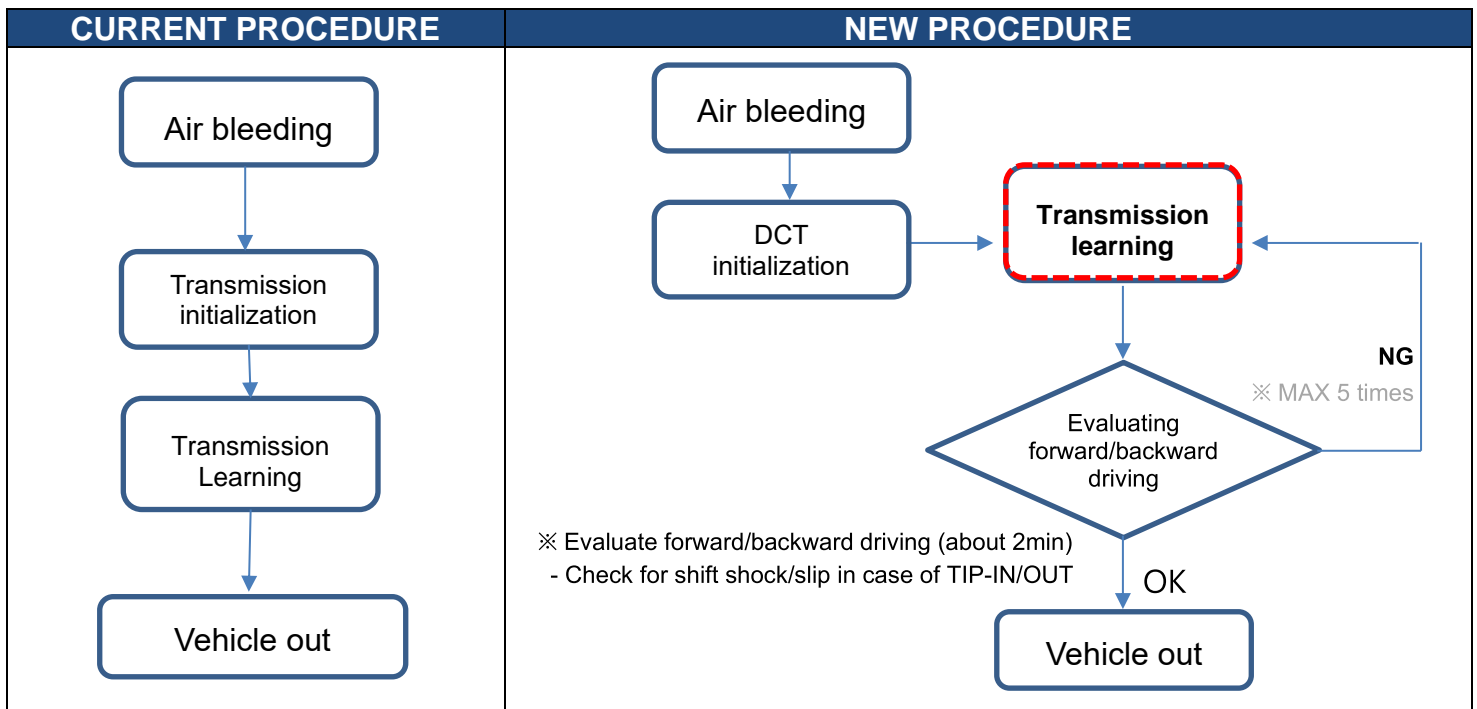 CURRENT PROCEDURE
Air bleeding
Transmission
initialization
Transmission
Learning
Vehicle out
NEW PROCEDURE
Air bleeding
DCT
initialization
Transmission
learning
NG
※ MAX 5 times
Evaluating
forward/backward
driving
※ Evaluate forward/backward driving (about 2min)
- Check for shift shock/slip in case of TIP-IN/OUT
OK
Vehicle out